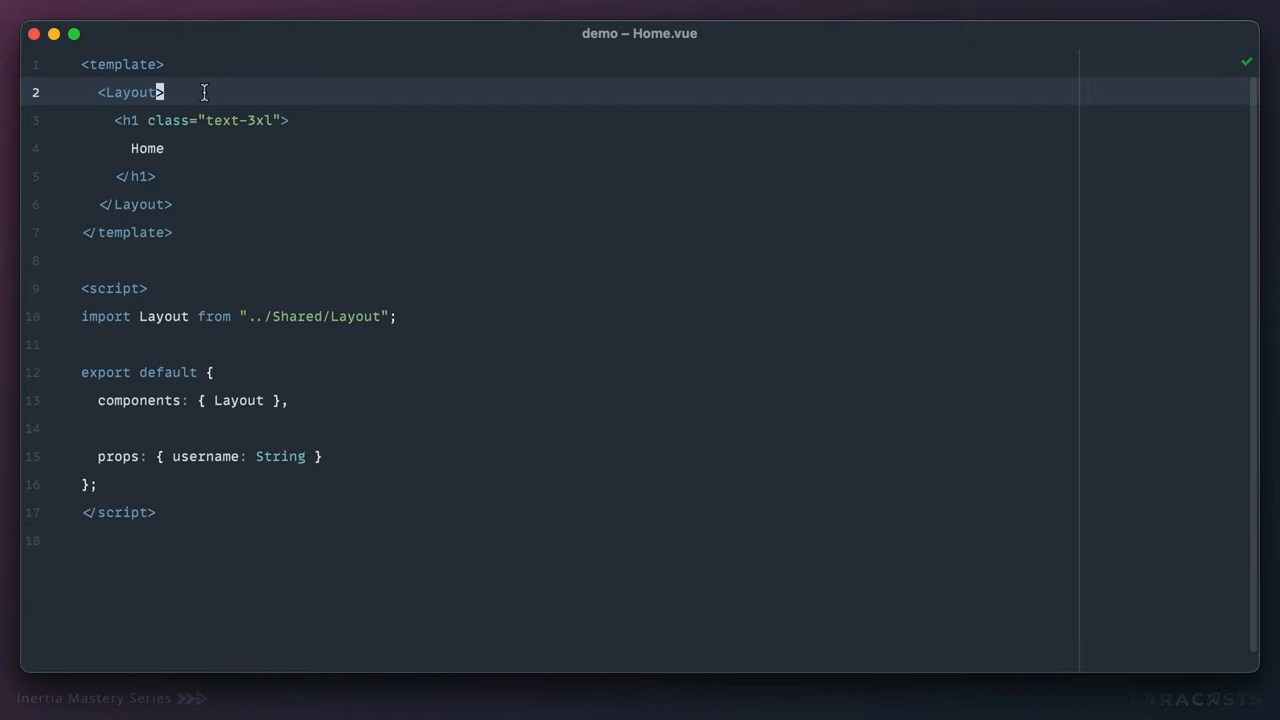 demo – Home.vue
1 <template>
2 <Layout>
3 <h1 class="text-3xl">
4 Home
5 </h1>
6 </Layout>
7 </template>
8
9 <script>
10 import Layout from "../Shared/Layout";
11
12 export default {
13 components: { Layout },
14
15 props: { username: String }
16 };
17 </script>
18
Inertia Mastery Series
LARACASTS